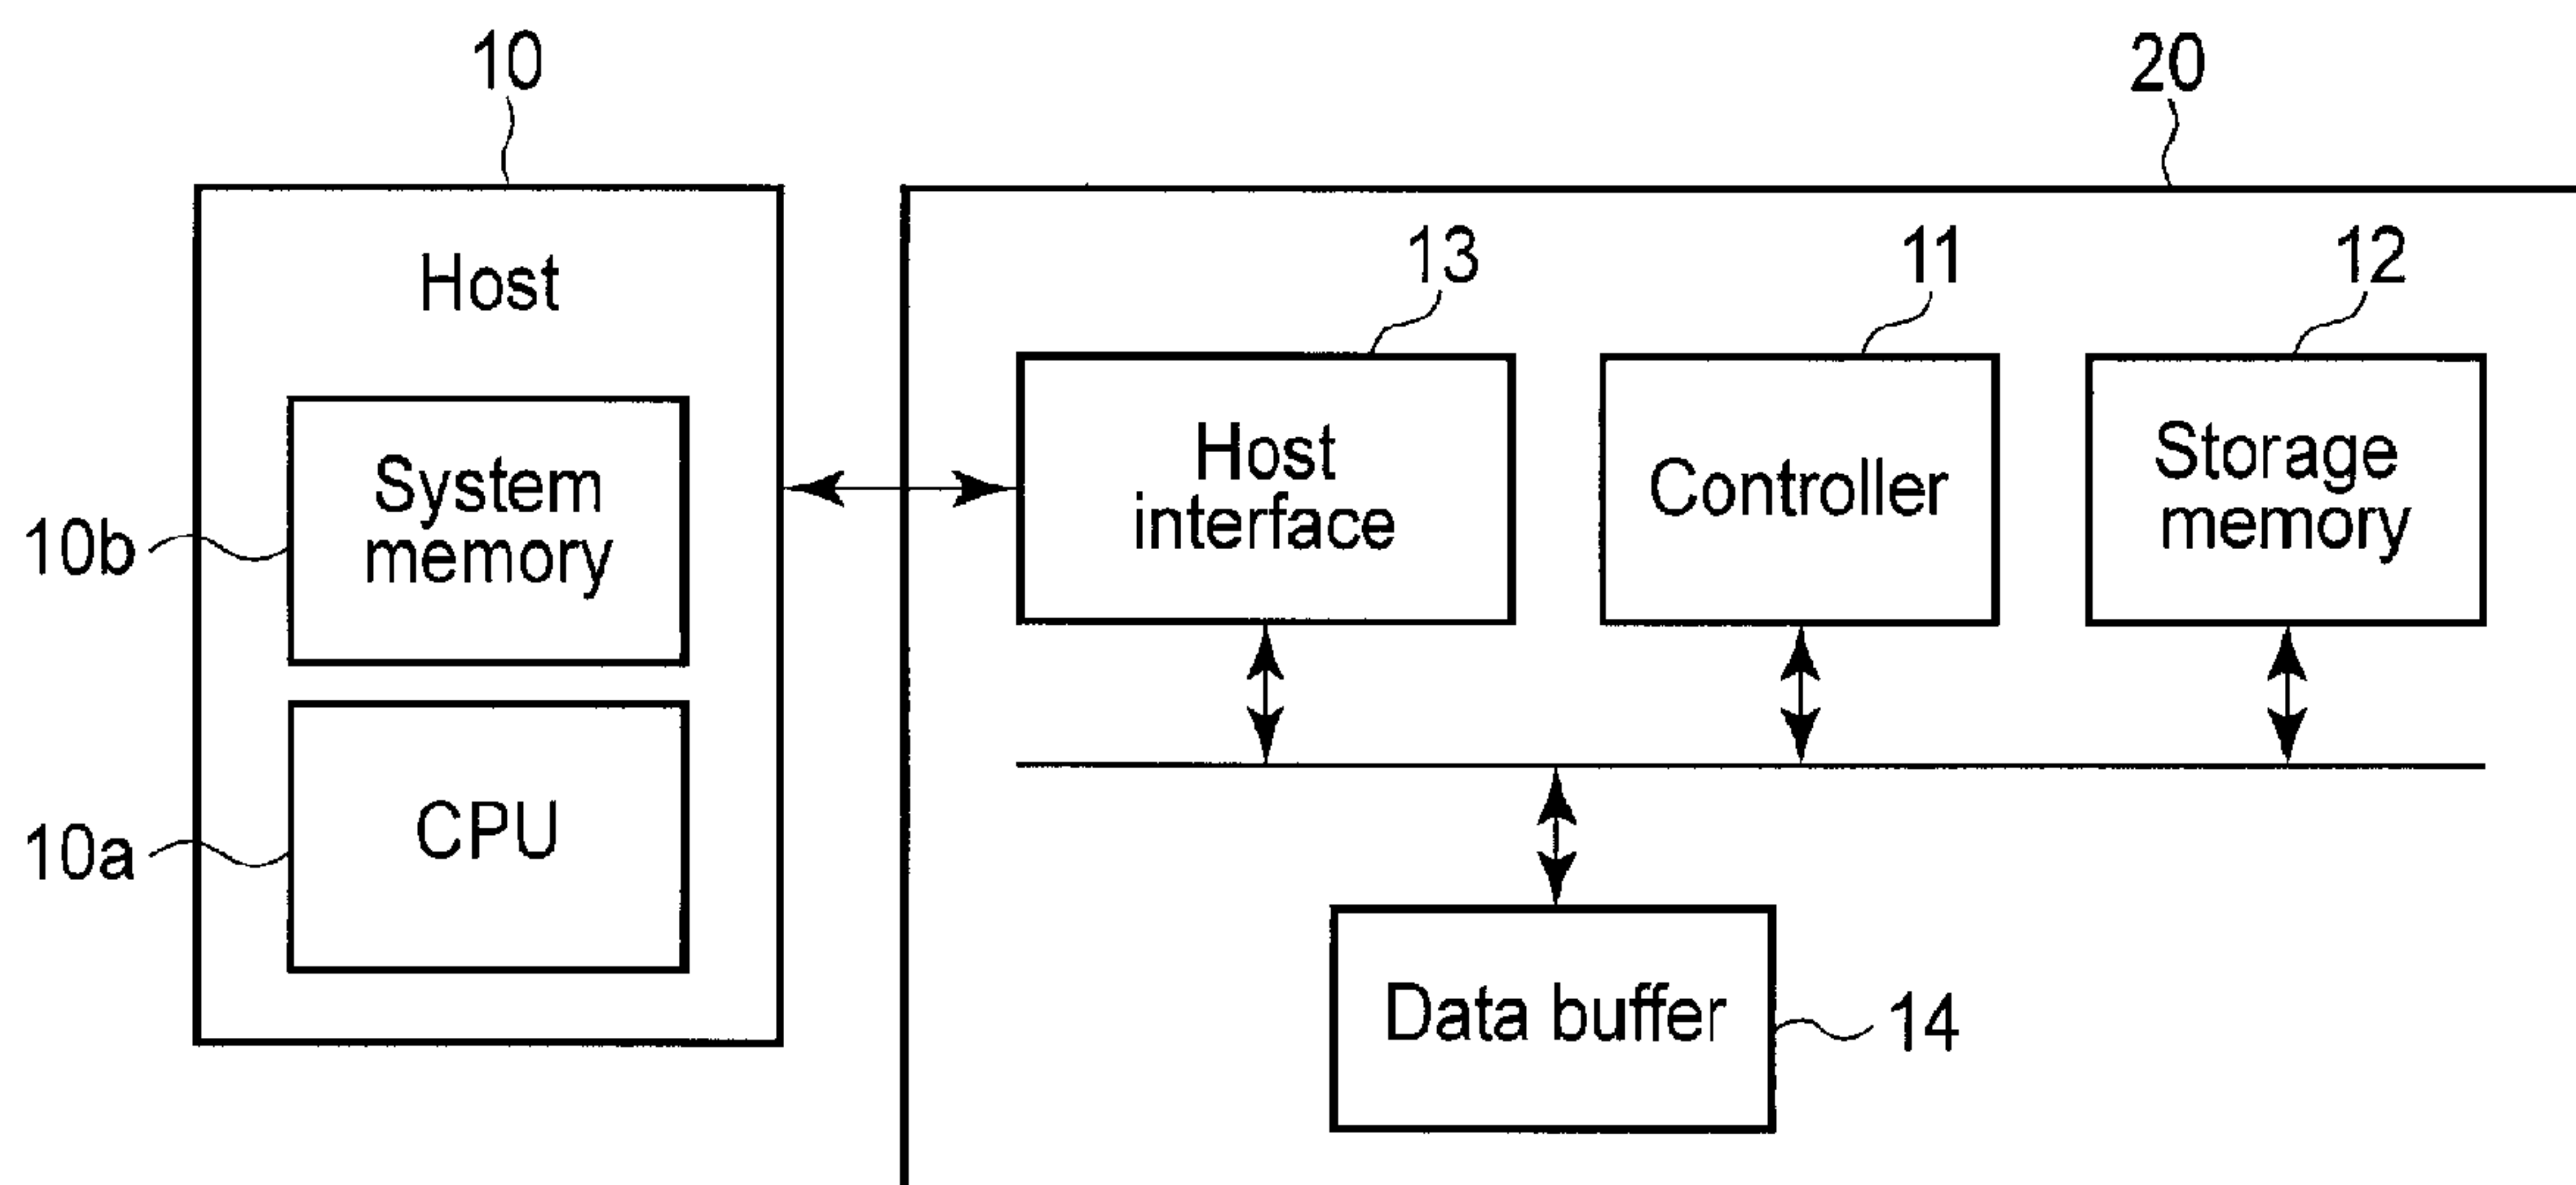 10
20
Host
13
11
12
System
memory
10b
Host
interface
Controller
Storage
memory
CPU
10a
Data buffer
14